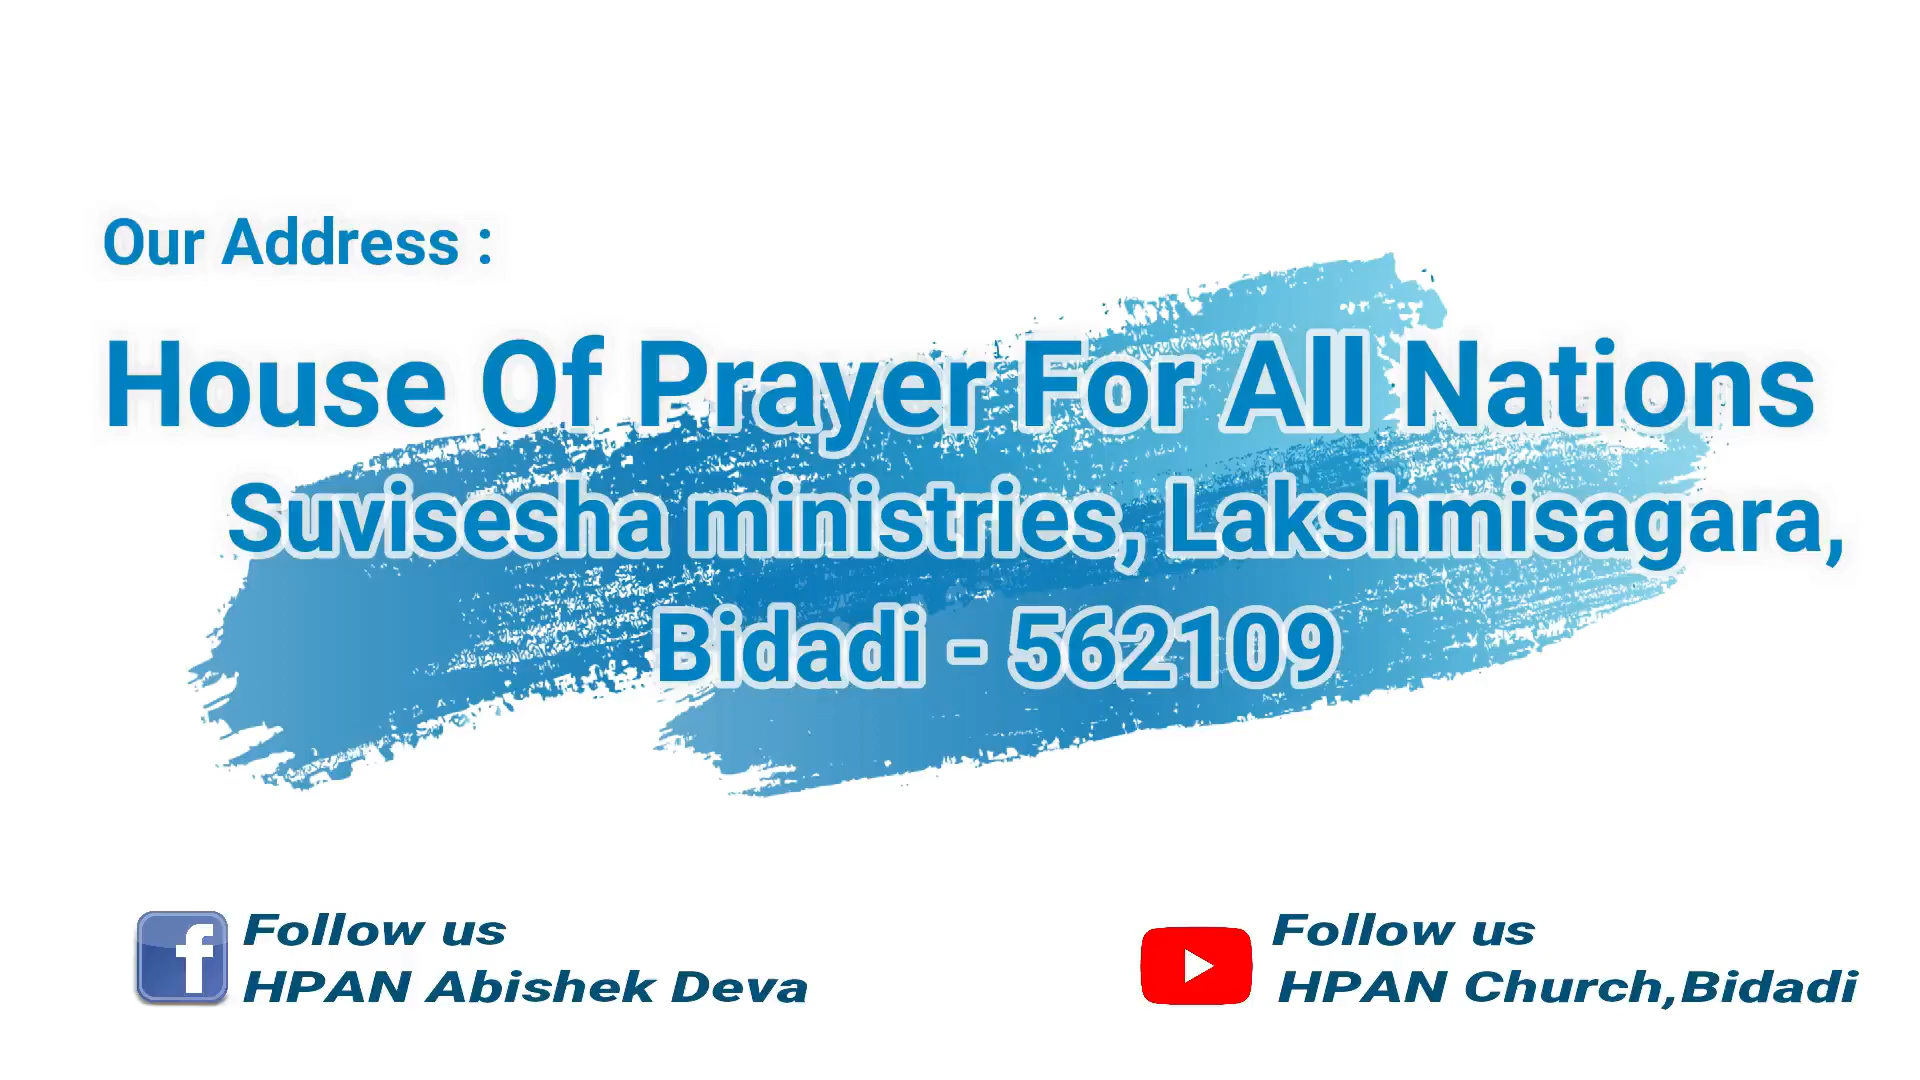 Our Address :
House Of Prayer For All Nations
Suvisesha ministries, Lakshmisagara,
Bidadi - 562109
f
Follow us
HPAN Abishek Deva
Follow us
HPAN Church,Bidadi